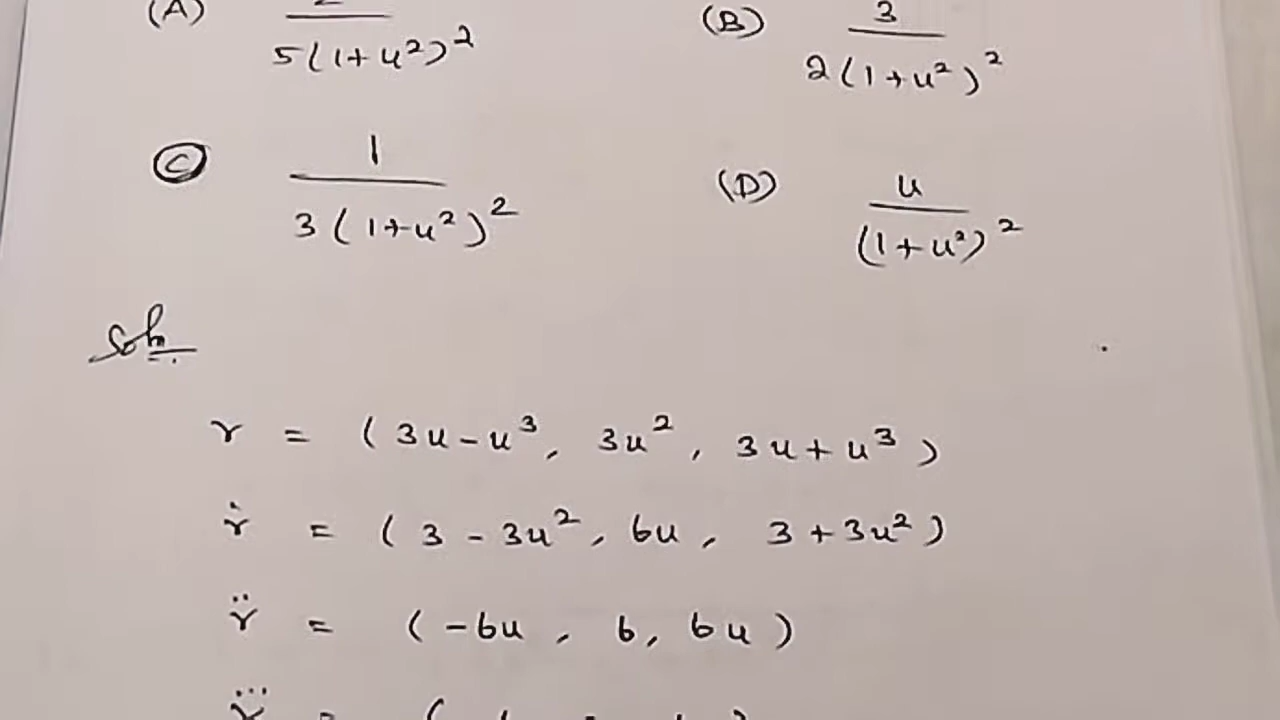 (A) 5(1+u²)² (B) 3 / 2(1+u²)²
(C) 1 / 3(1+u²)² (D) u / (1+u²)²
Soln.
r = (3u-u³, 3u², 3u+u³)
ṙ = (3-3u², 6u, 3+3u²)
r̈ = (-6u, 6, 6u)
r⃛ = (